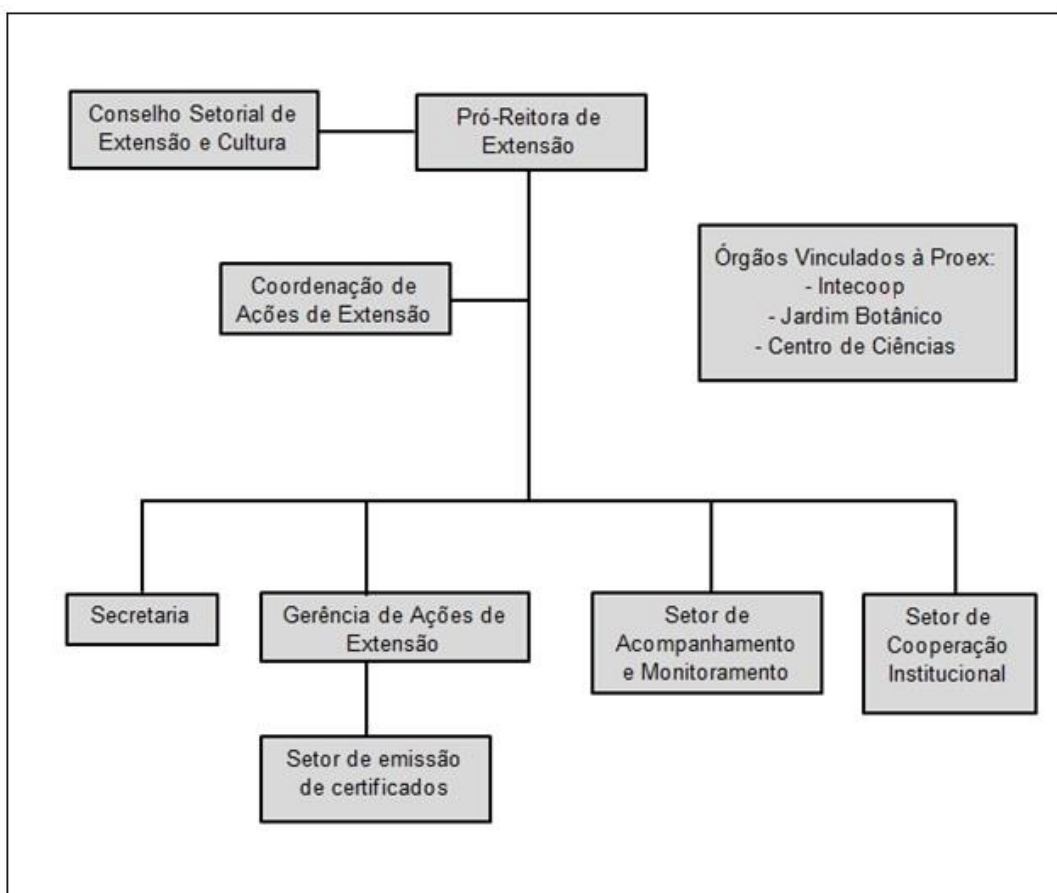 Conselho Setorial de
Extensão e Cultura
Pró-Reitora de
Extensão
Coordenação de
Ações de Extensão
Órgãos Vinculados à Proex:
- Intecoop
- Jardim Botânico
- Centro de Ciências
Secretaria
Gerência de Ações de
Extensão
Setor de
Acompanhamento
e Monitoramento
Setor de
Cooperação
Institucional
Setor de emissão
de certificados